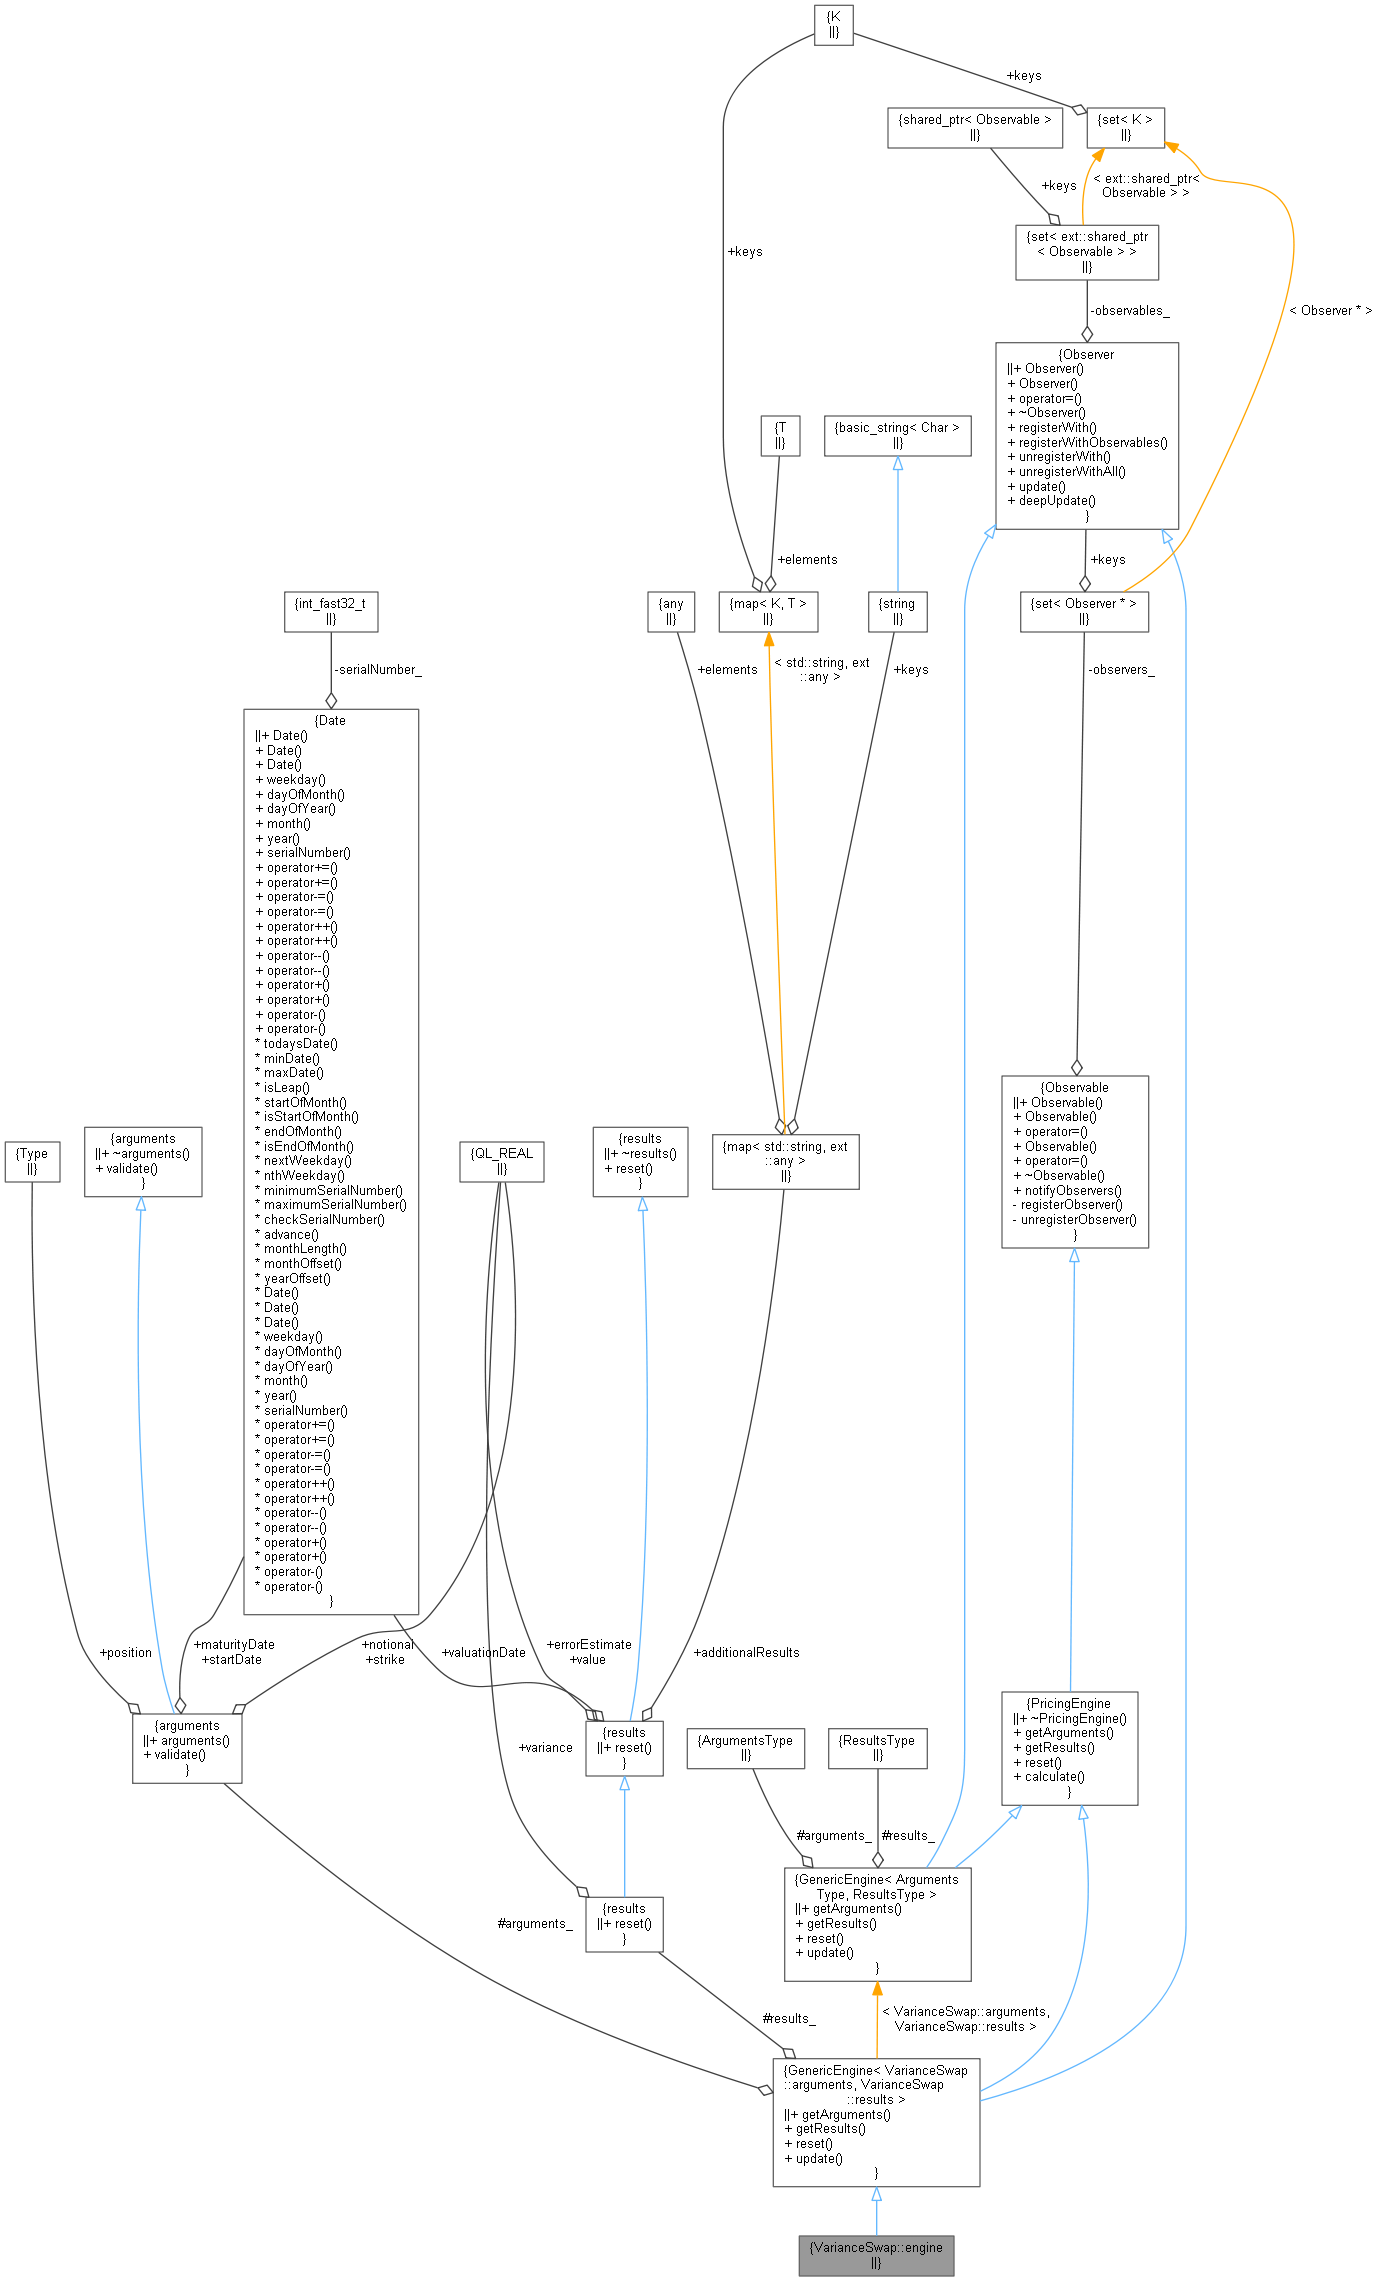 {K
||}
+keys
{shared_ptr< Observable >
||}
{set< K >
||}
+keys
< ext::shared_ptr<
Observable > >
{set< ext::shared_ptr
< Observable > >
||}
+keys
-observables_
< Observer * >
{Observer
||+ Observer()
+ Observer()
+ operator=()
+ ~Observer()
+ registerWith()
+ registerWithObservables()
+ unregisterWith()
+ unregisterWithAll()
+ update()
+ deepUpdate()
}
{T
||}
{basic_string< Char >
||}
+elements
+keys
{int_fast32_t
||}
{any
||}
{map< K, T >
||}
{string
||}
{set< Observer * >
||}
-serialNumber_
+elements
< std::string, ext
::any >
+keys
-observers_
{Date
||+ Date()
+ Date()
+ Date()
+ weekday()
+ dayOfMonth()
+ dayOfYear()
+ month()
+ year()
+ serialNumber()
+ operator+=()
+ operator+=()
+ operator-=()
+ operator-=()
+ operator++()
+ operator++()
+ operator--()
+ operator--()
+ operator+()
+ operator+()
+ operator-()
+ operator-()
* todaysDate()
* minDate()
* maxDate()
* isLeap()
* startOfMonth()
* isStartOfMonth()
* endOfMonth()
* isEndOfMonth()
* nextWeekday()
* nthWeekday()
* minimumSerialNumber()
* maximumSerialNumber()
* checkSerialNumber()
* advance()
* monthLength()
* monthOffset()
* yearOffset()
* Date()
* Date()
* Date()
* weekday()
* dayOfMonth()
* dayOfYear()
* month()
* year()
* serialNumber()
* operator+=()
* operator+=()
* operator-=()
* operator-=()
* operator++()
* operator++()
* operator--()
* operator--()
* operator+()
* operator+()
* operator-()
* operator-()
}
{Observable
||+ Observable()
+ Observable()
+ operator=()
+ Observable()
+ operator=()
+ ~Observable()
+ notifyObservers()
- registerObserver()
- unregisterObserver()
}
{Type
||}
{arguments
||+ ~arguments()
+ validate()
}
{QL_REAL
||}
{results
||+ ~results()
+ reset()
}
{map< std::string, ext
::any >
||}
+position
+maturityDate
+startDate
+notional
+strike
+valuationDate
+errorEstimate
+value
+additionalResults
{arguments
||+ arguments()
+ validate()
}
+variance
{results
||+ reset()
}
{ArgumentsType
||}
{ResultsType
||}
{PricingEngine
||+ ~PricingEngine()
+ getArguments()
+ getResults()
+ reset()
+ calculate()
}
#arguments_
#results_
{GenericEngine< Arguments
Type, ResultsType >
||+ getArguments()
+ getResults()
+ reset()
+ update()
}
#arguments_
{results
||+ reset()
}
#results_
< VarianceSwap::arguments,
VarianceSwap::results >
{GenericEngine< VarianceSwap
::arguments, VarianceSwap
::results >
||+ getArguments()
+ getResults()
+ reset()
+ update()
}
{VarianceSwap::engine
||}